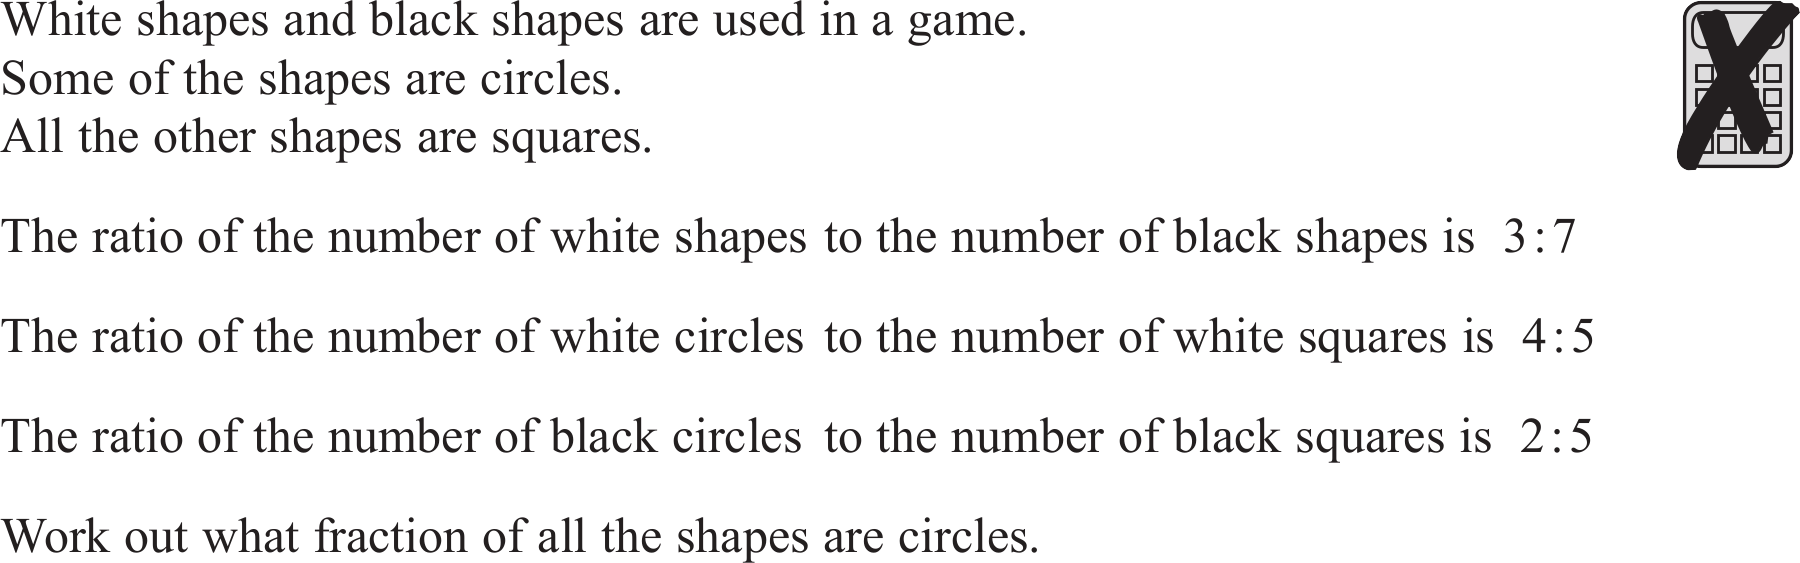 White shapes and black shapes are used in a game.
Some of the shapes are circles.
All the other shapes are squares.
The ratio of the number of white shapes to the number of black shapes is 3 : 7
The ratio of the number of white circles to the number of white squares is 4 : 5
The ratio of the number of black circles to the number of black squares is 2 : 5
Work out what fraction of all the shapes are circles.